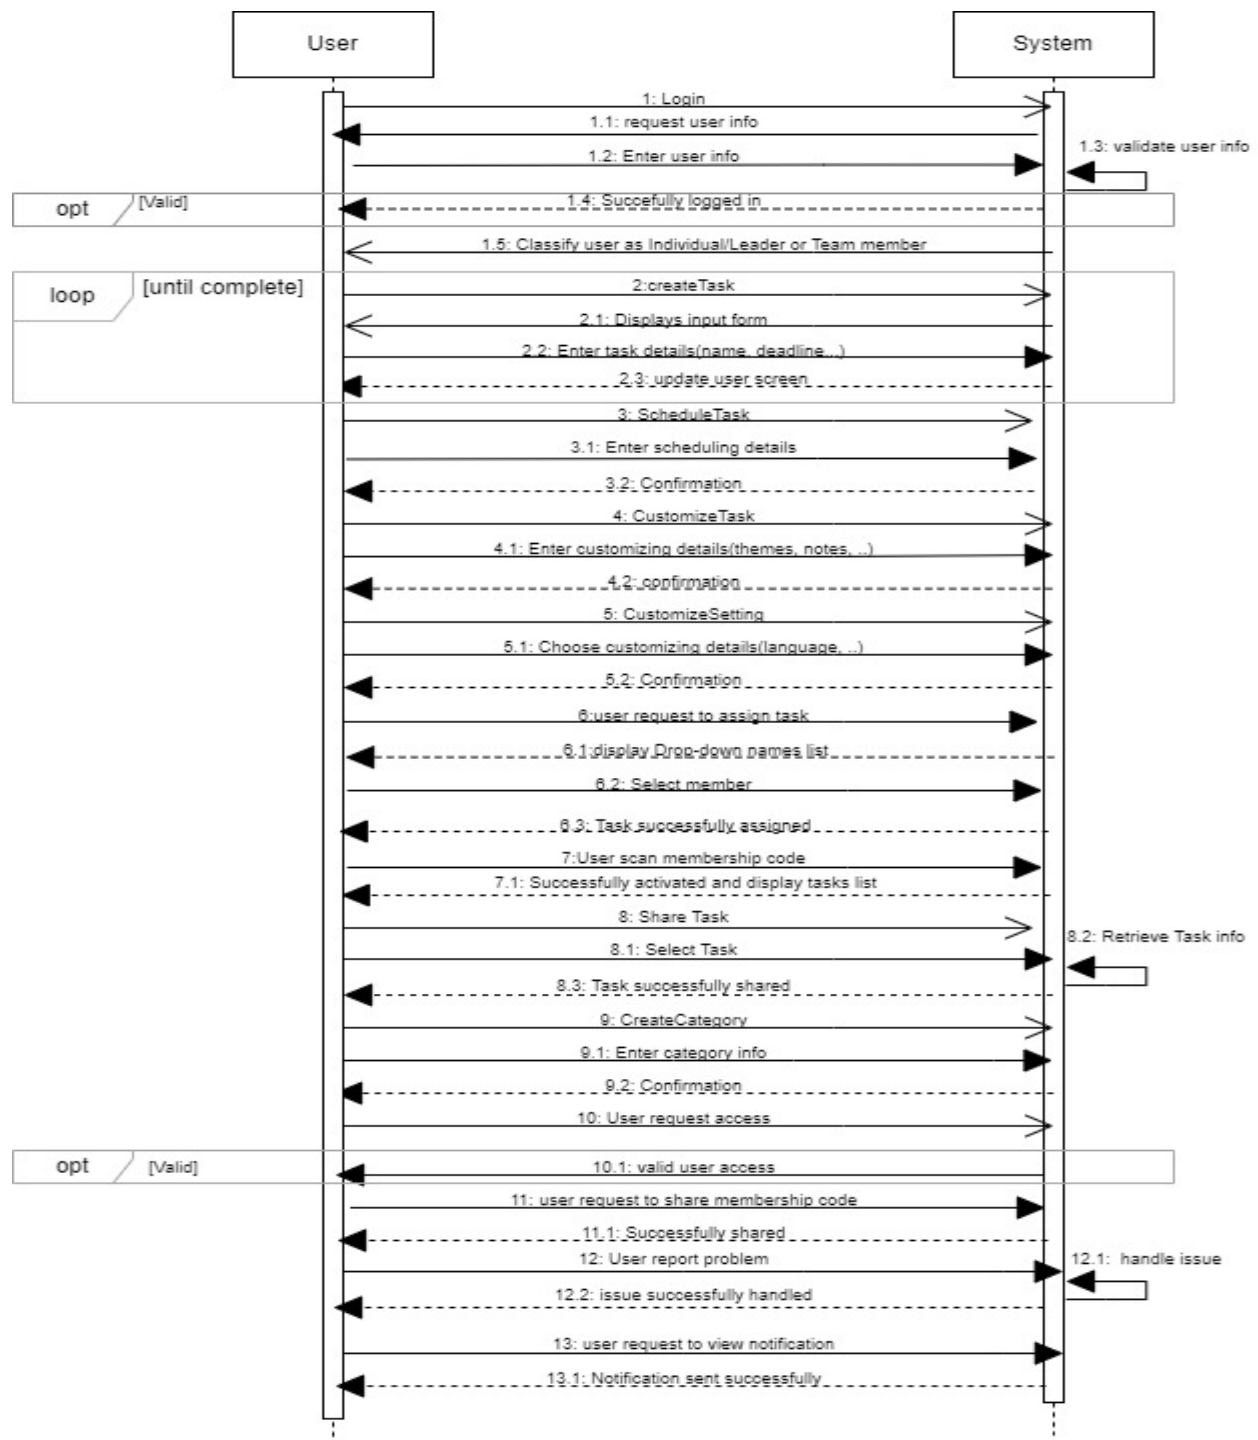 User
System
1: Login
1.1: request user info
1.2: Enter user info
1.3: validate user info
opt
[Valid]
1.4: Succefully logged in
1.5: Classify user as Individual/Leader or Team member
loop
[until complete]
2:createTask
2.1: Displays input form
2.2: Enter task details(name, deadline...)
2.3: update user screen
3: ScheduleTask
3.1: Enter scheduling details
3.2: Confirmation
4: CustomizeTask
4.1: Enter customizing details(themes, notes, ..)
4.2: confirmation
5: CustomizeSetting
5.1: Choose customizing details(language, ..)
5.2: Confirmation
6:user request to assign task
6.1:display Drop-down names list
6.2: Select member
6.3: Task successfully assigned
7:User scan membership code
7.1: Successfully activated and display tasks list
8: Share Task
8.1: Select Task
8.2: Retrieve Task info
8.3: Task successfully shared
9: CreateCategory
9.1: Enter category info
9.2: Confirmation
10: User request access
opt
[Valid]
10.1: valid user access
11: user request to share membership code
11.1: Successfully shared
12: User report problem
12.1: handle issue
12.2: issue successfully handled
13: user request to view notification
13.1: Notification sent successfully